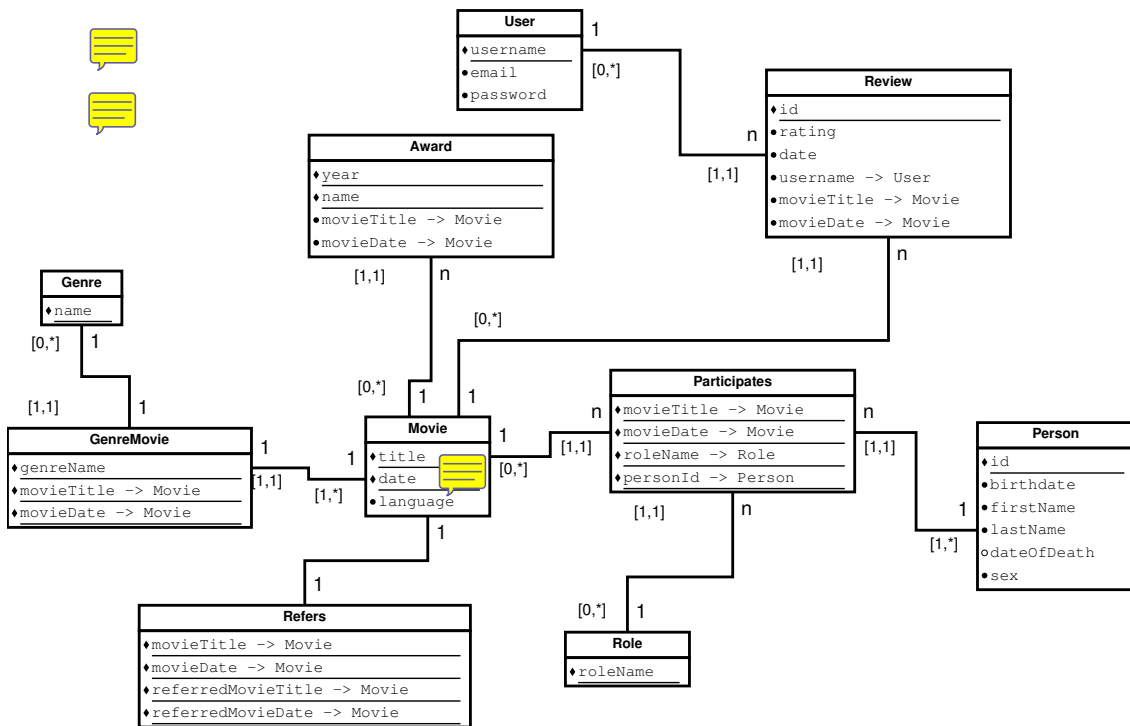 User
username
email
password
1
[0,*]
n
[1,1]
Review
id
rating
date
username -> User
movieTitle -> Movie
movieDate -> Movie
[1,1]
n
Award
year
name
movieTitle -> Movie
movieDate -> Movie
[1,1]
n
[0,*]
1
[0,*]
1
Genre
name
[0,*]
1
[1,1]
1
GenreMovie
genreName
movieTitle -> Movie
movieDate -> Movie
1
[1,1]
1
[1,*]
Movie
title
date
language
1
[0,*]
n
[1,1]
Participates
movieTitle -> Movie
movieDate -> Movie
roleName -> Role
personId -> Person
n
[1,1]
[1,1]
n
1
[1,*]
Person
id
birthdate
firstName
lastName
dateOfDeath
sex
1
1
Refers
movieTitle -> Movie
movieDate -> Movie
referredMovieTitle -> Movie
referredMovieDate -> Movie
[0,*]
1
Role
roleName